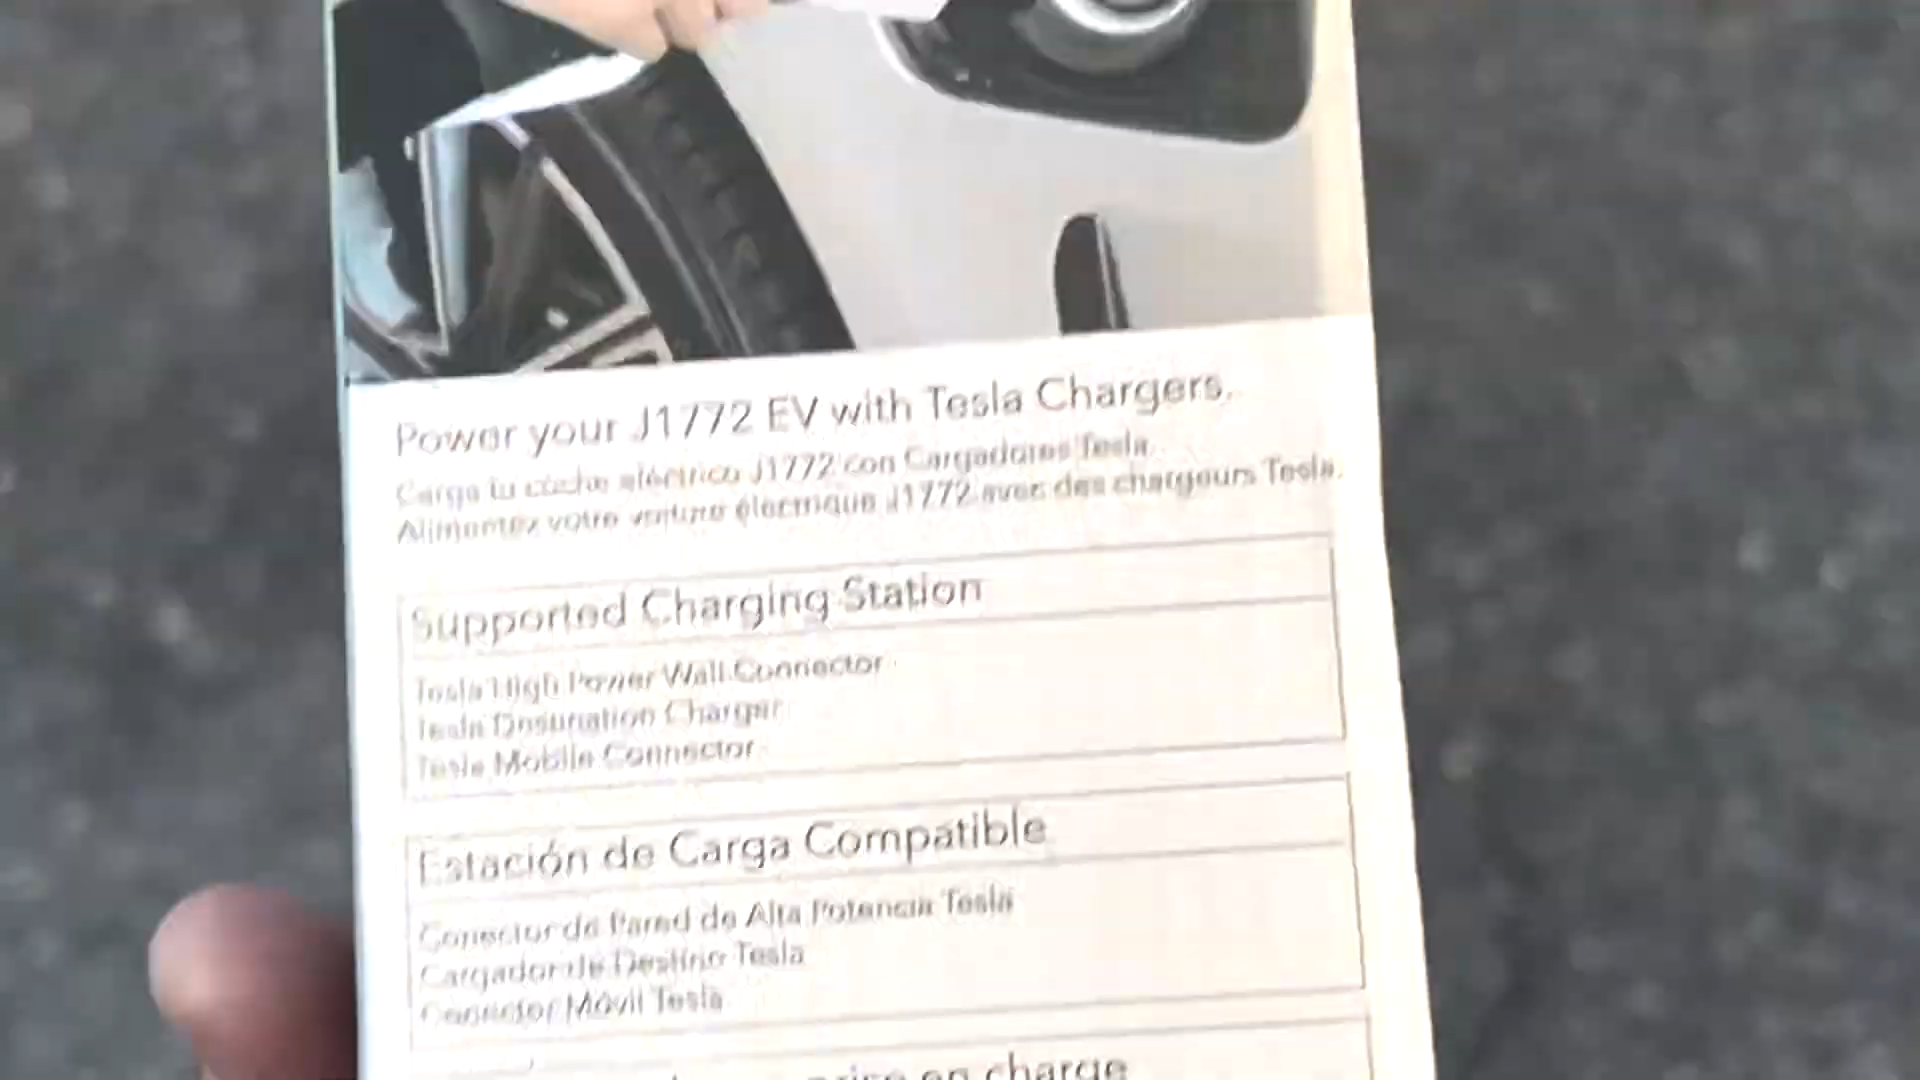 Power your J1772 EV with Tesla Chargers.
Carga tu coche eléctrico J1772 con Cargadores Tesla.
Alimentez votre voiture électrique J1772 avec des chargeurs Tesla.
Supported Charging Station
Tesla High Power Wall Connector
Tesla Destination Charger
Tesla Mobile Connector
Estación de Carga Compatible
Conector de Pared de Alta Potencia Tesla
Cargador de Destino Tesla
Conector Móvil Tesla
en charge